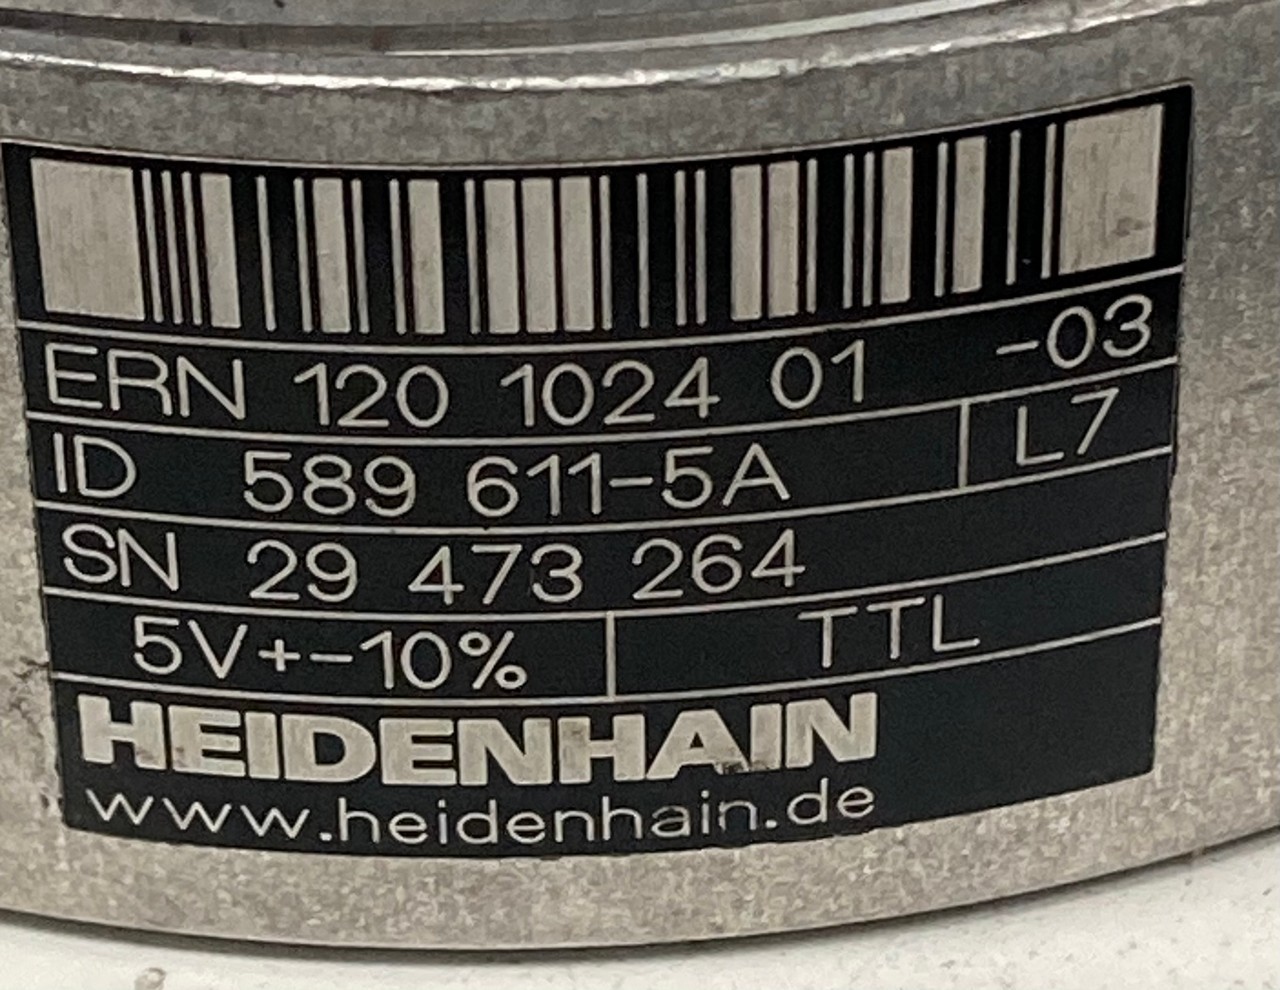 ERN 120 1024 01 -03
ID 589 611-5A L7
SN 29 473 264
5V+-10% TTL
HEIDENHAIN
www.heidenhain.de